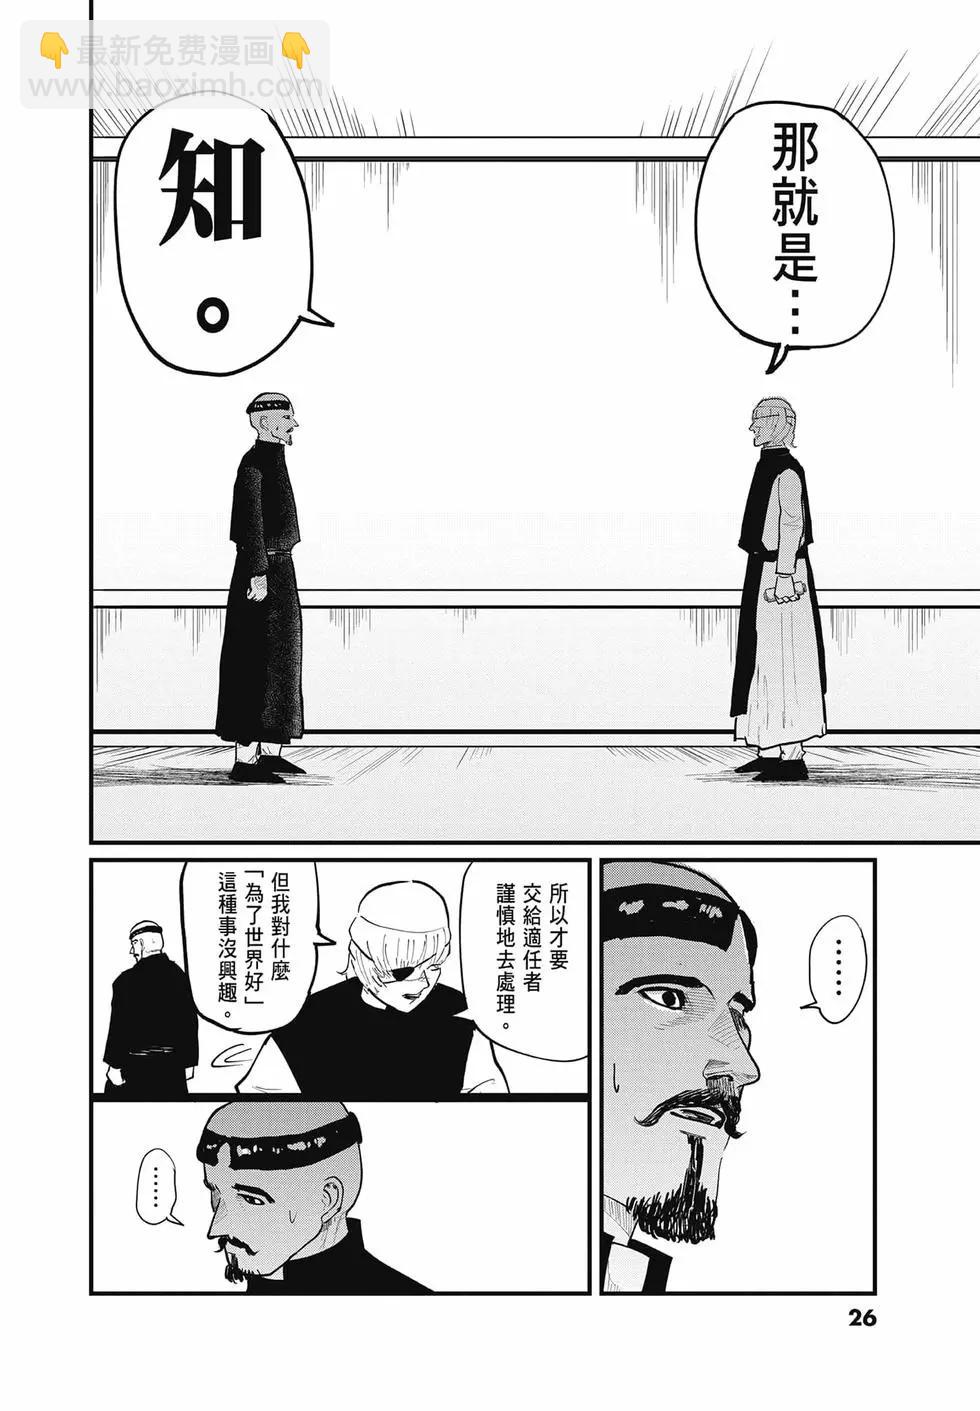 最新免费漫画
www.baozimh.com
那就是…
知。
……
所以才要
交給適任者
謹慎地去處理。
但我對什麼
「為了世界好」
這種事沒興趣。
……
26